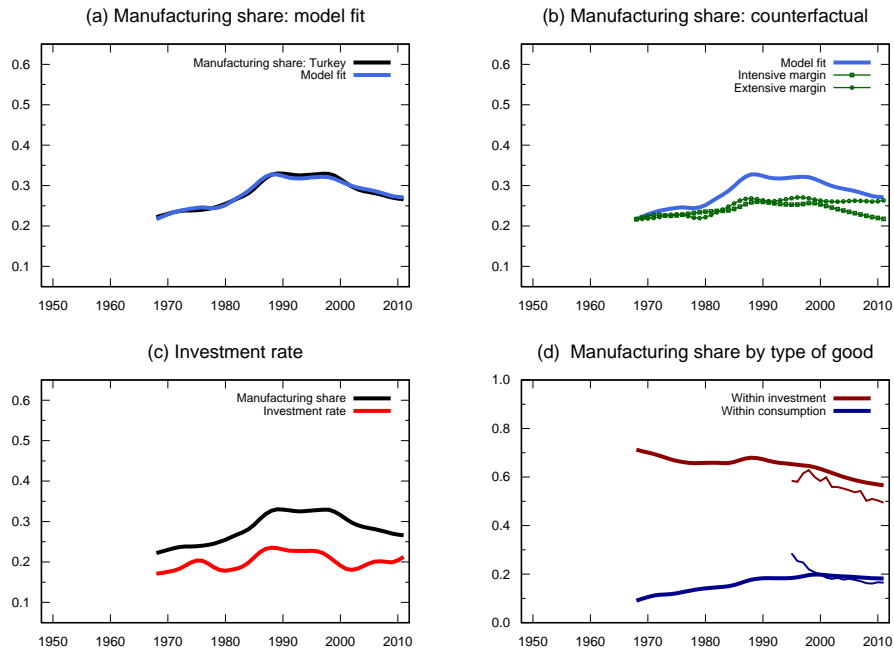 (a) Manufacturing share: model fit
0.6
0.5
0.4
0.3
0.2
0.1
Manufacturing share: Turkey
Model fit
1950 1960 1970 1980 1990 2000 2010
(b) Manufacturing share: counterfactual
0.6
0.5
0.4
0.3
0.2
0.1
Model fit
Intensive margin
Extensive margin
1950 1960 1970 1980 1990 2000 2010
(c) Investment rate
0.6
0.5
0.4
0.3
0.2
0.1
Manufacturing share
Investment rate
1950 1960 1970 1980 1990 2000 2010
(d) Manufacturing share by type of good
1.0
0.8
0.6
0.4
0.2
0.0
Within investment
Within consumption
1950 1960 1970 1980 1990 2000 2010